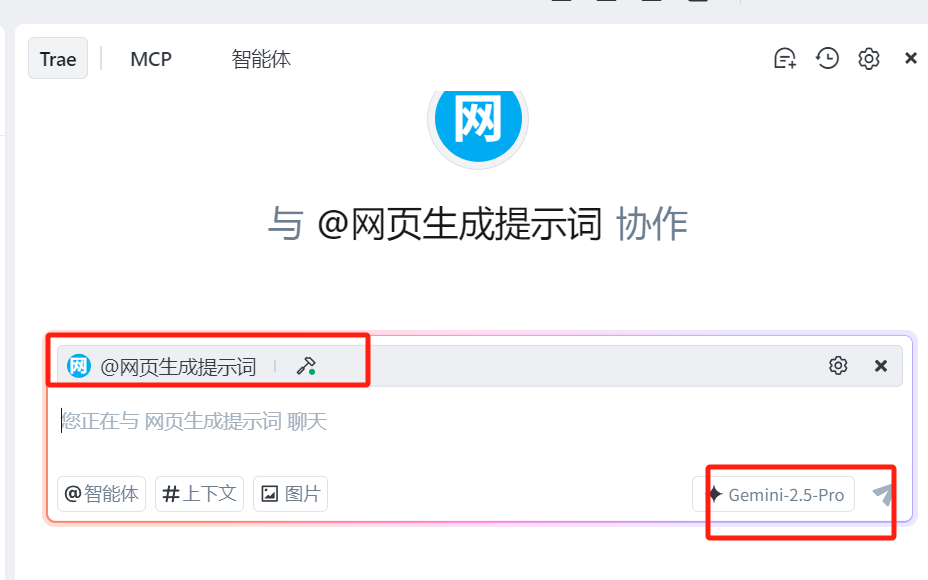 Trae MCP 智能体
网
与 @网页生成提示词 协作
网 @网页生成提示词
您正在与 网页生成提示词 聊天
@智能体 #上下文 图片 Gemini-2.5-Pro